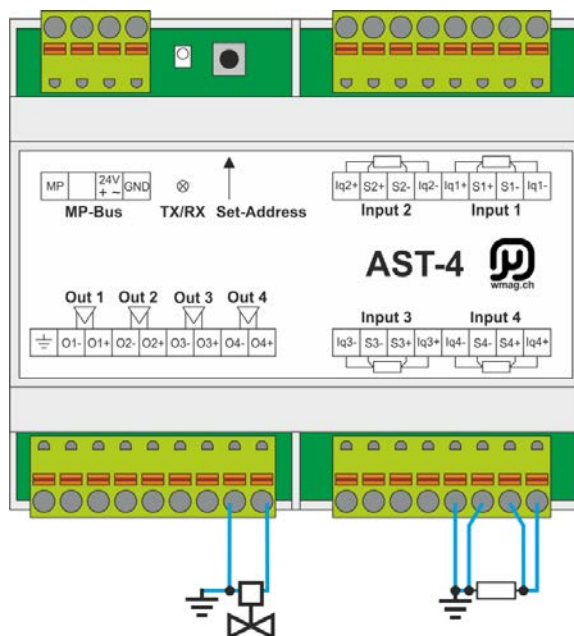 MP 24V + ~ GND
MP-Bus
TX/RX
Set-Address
Iq2+ S2+ S2- Iq2- Iq1+ S1+ S1- Iq1-
Input 2 Input 1
AST-4
wmag.ch
Out 1 Out 2 Out 3 Out 4
O1- O1+ O2- O2+ O3- O3+ O4- O4+
Input 3 Input 4
Iq3- S3- S3+ Iq3+ Iq4- S4- S4+ Iq4+